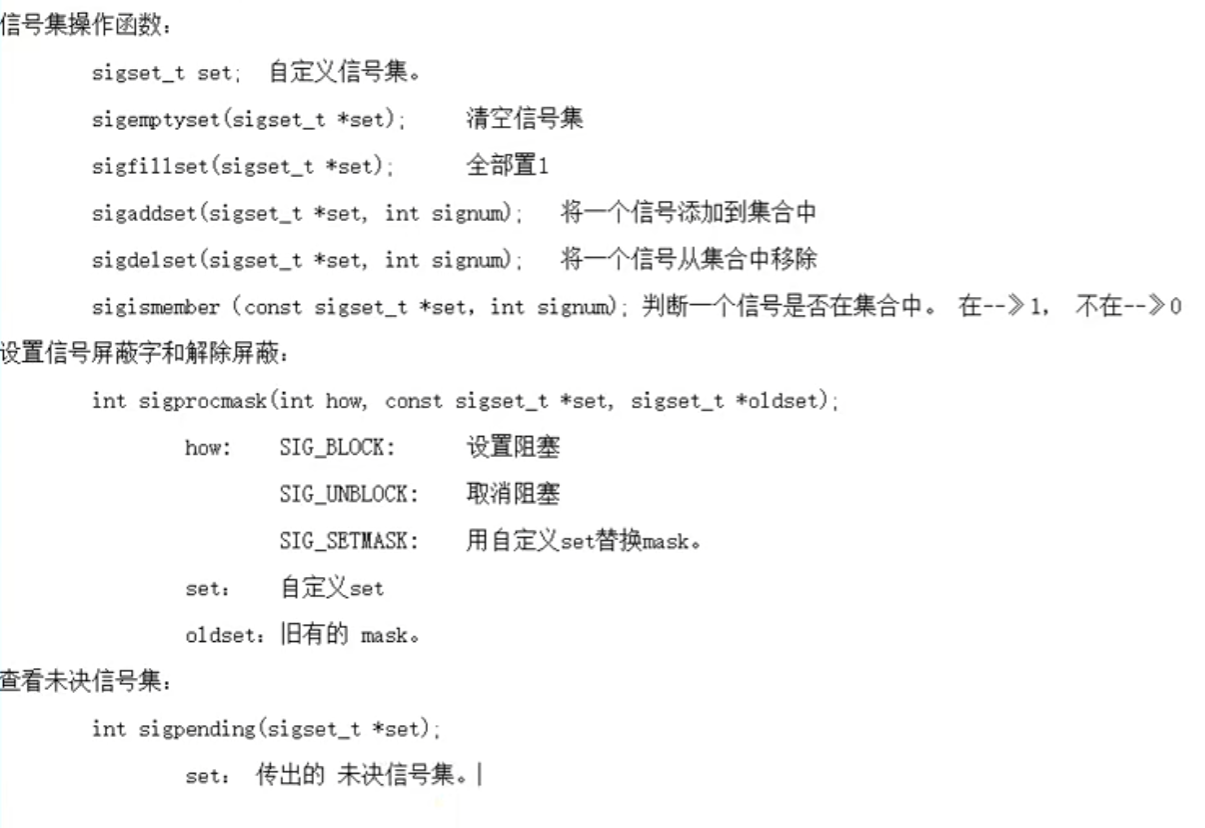 信号集操作函数：
sigset_t set;  自定义信号集。
sigemptyset(sigset_t *set);  清空信号集
sigfillset(sigset_t *set);  全部置1
sigaddset(sigset_t *set, int signum);  将一个信号添加到集合中
sigdelset(sigset_t *set, int signum);  将一个信号从集合中移除
sigismember（const sigset_t *set，int signum); 判断一个信号是否在集合中。 在--》1， 不在--》0
设置信号屏蔽字和解除屏蔽：
int sigprocmask(int how, const sigset_t *set, sigset_t *oldset);
how:  SIG_BLOCK:  设置阻塞
SIG_UNBLOCK:  取消阻塞
SIG_SETMASK:  用自定义set替换mask。
set：  自定义set
oldset：旧有的 mask。
查看未决信号集：
int sigpending(sigset_t *set);
set： 传出的 未决信号集。